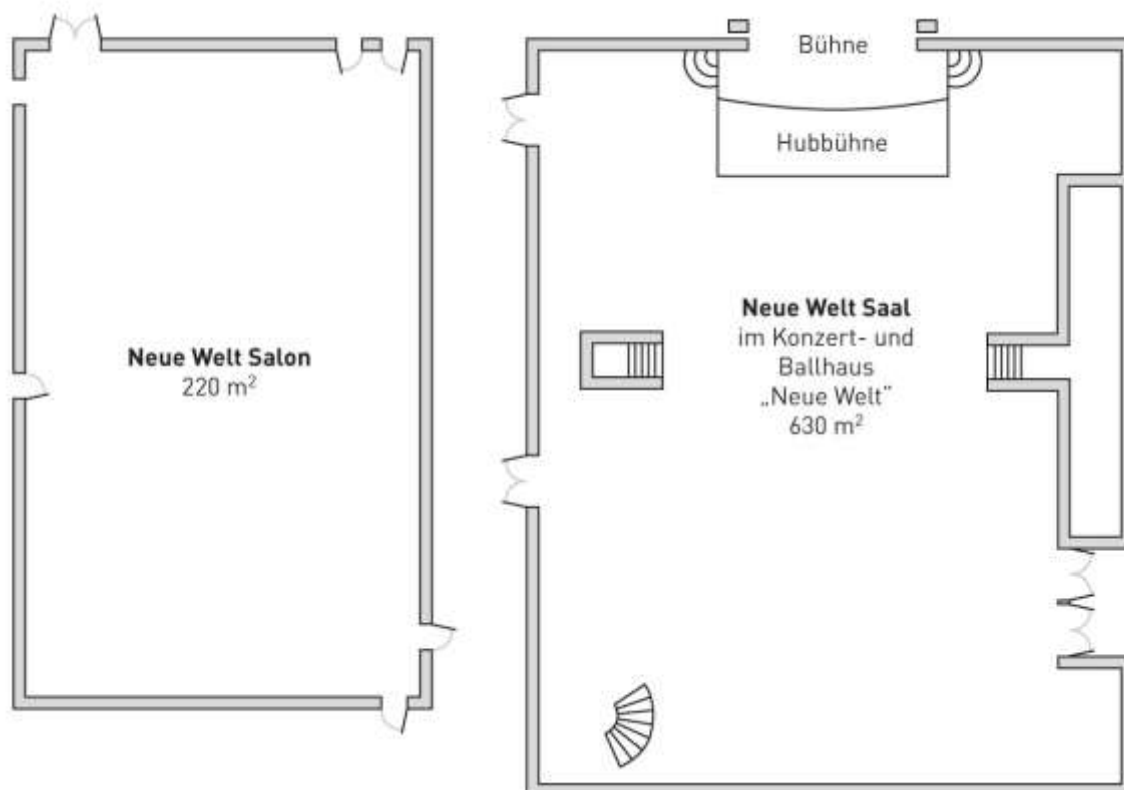 Bühne
Hubbühne
Neue Welt Salon
220 m²
Neue Welt Saal
im Konzert- und
Ballhaus
„Neue Welt"
630 m²